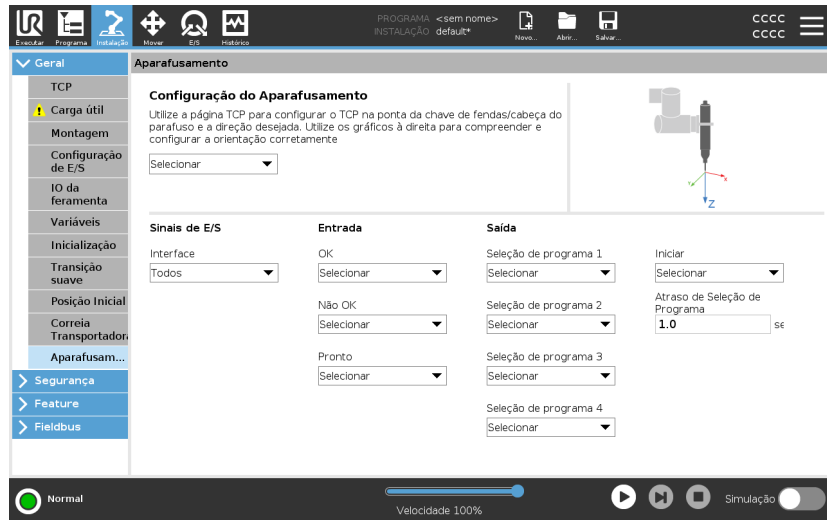 UR
PROGRAMA <sem nome>
INSTALAÇÃO default*
CCCC
CCCC
Executar Programa Instalação Mover E/S Histórico Novo... Abrir... Salvar...
Geral
Aparafusamento
TCP
Carga útil
Montagem
Configuração
de E/S
IO da
feramenta
Variáveis
Inicialização
Transição
suave
Posição Inicial
Correia
Transportador
Aparafusam...
Segurança
Feature
Fieldbus
Configuração do Aparafusamento
Utilize a página TCP para configurar o TCP na ponta da chave de fendas/cabeça do
parafuso e a direção desejada. Utilize os gráficos à direita para compreender e
configurar a orientação corretamente
Selecionar
Y X
Z
Sinais de E/S
Interface
Todos
Entrada
OK
Selecionar
Não OK
Selecionar
Pronto
Selecionar
Saída
Seleção de programa 1
Selecionar
Seleção de programa 2
Selecionar
Seleção de programa 3
Selecionar
Seleção de programa 4
Selecionar
Iniciar
Selecionar
Atraso de Seleção de
Programa
1.0 se
Normal
Velocidade 100%
Simulação